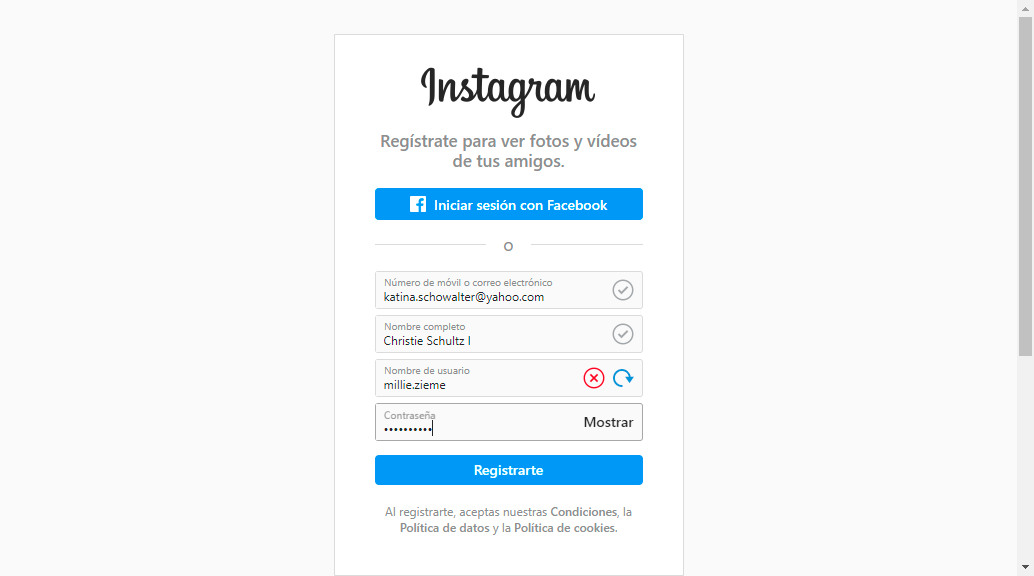 Instagram
Regístrate para ver fotos y vídeos
de tus amigos.
Iniciar sesión con Facebook
O
Número de móvil o correo electrónico
katina.schowalter@yahoo.com
Nombre completo
Christie Schultz I
Nombre de usuario
millie.zieme
Contraseña
••••••••••
Mostrar
Registrarte
Al registrarte, aceptas nuestras Condiciones, la
Política de datos y la Política de cookies.